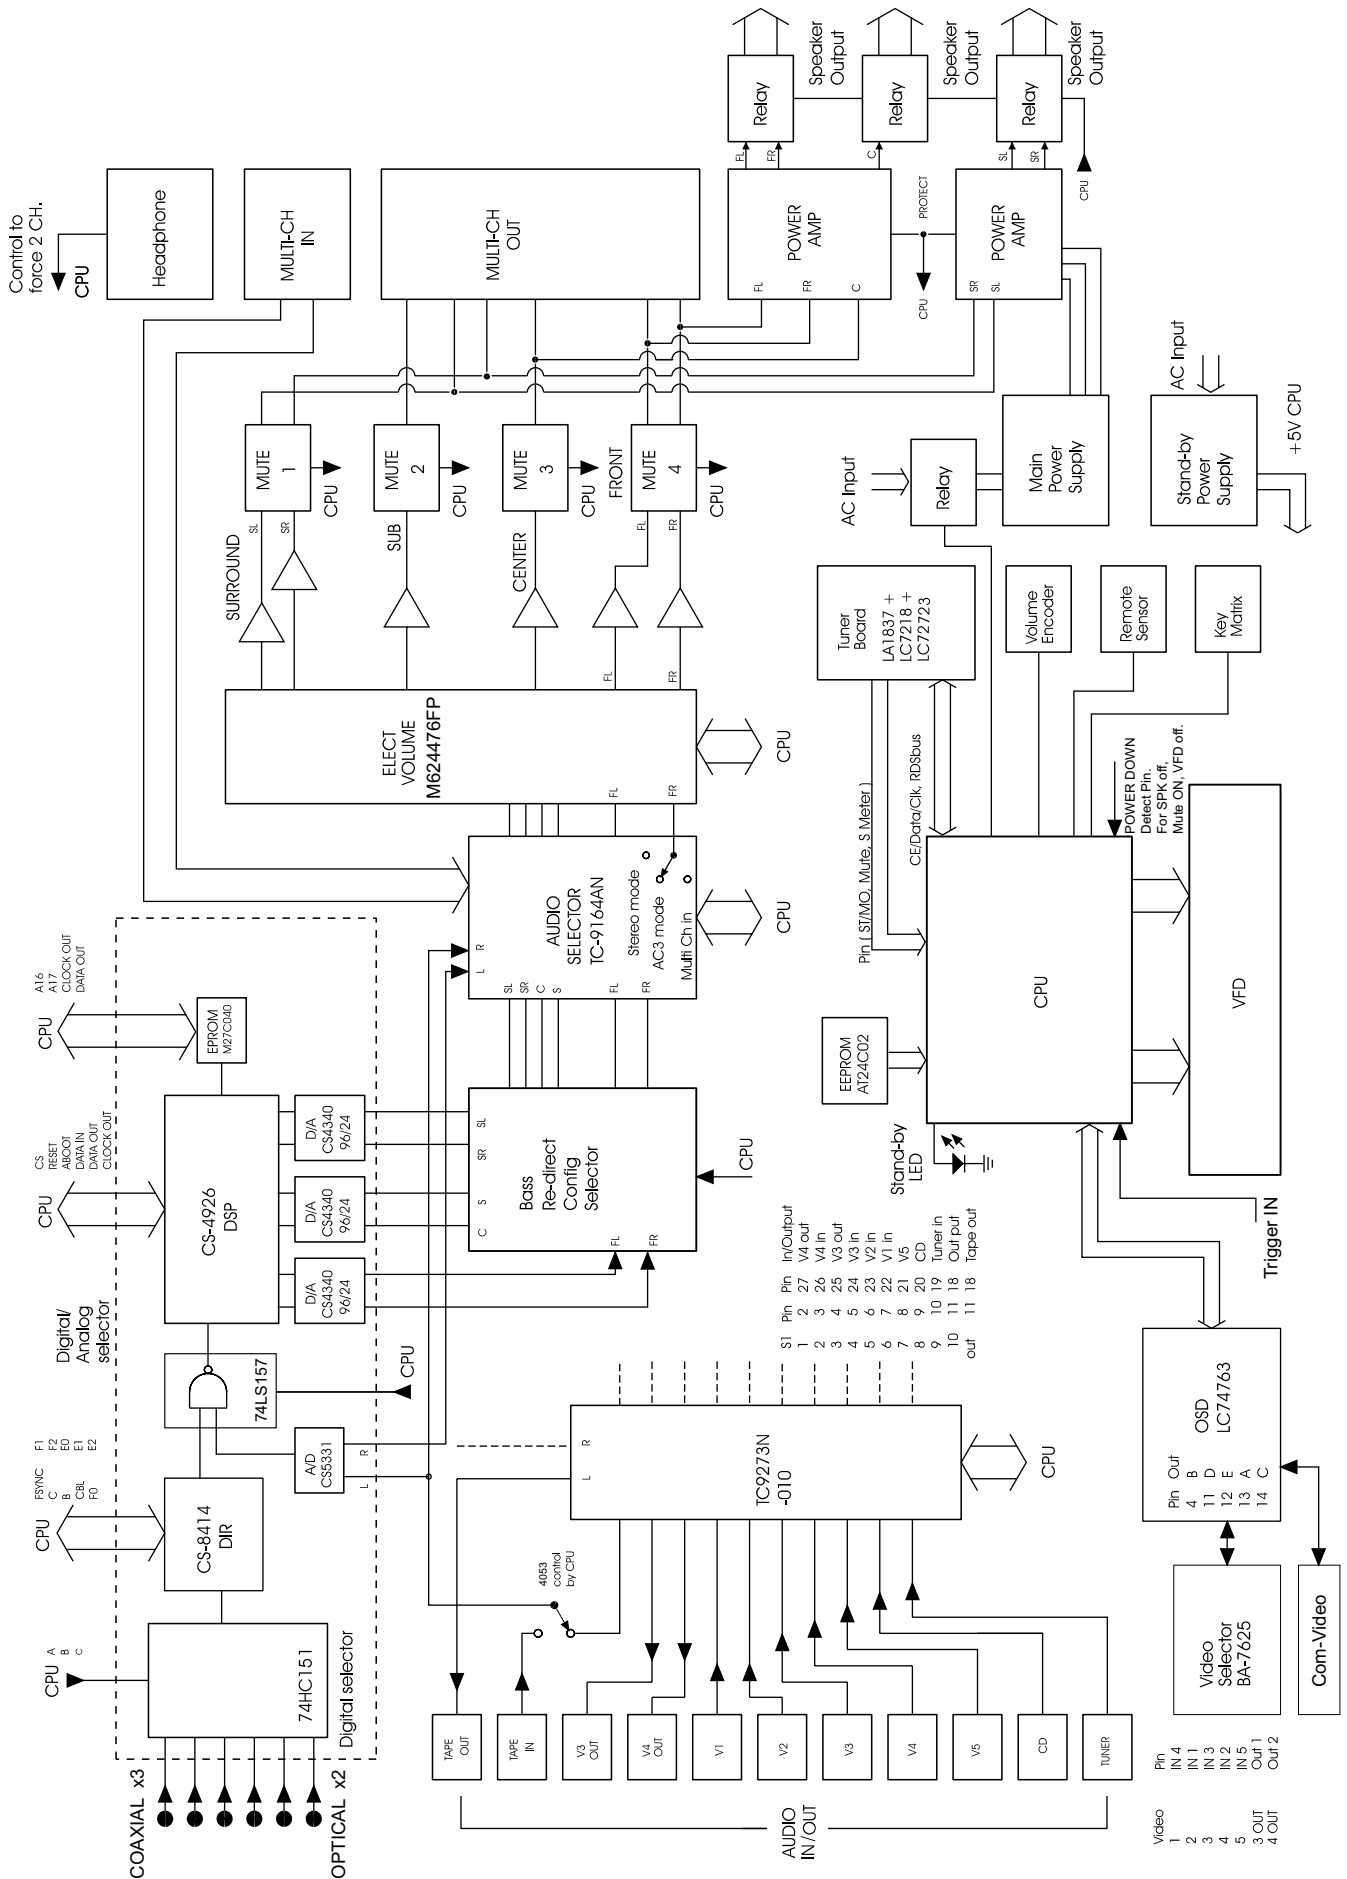 COAXIAL x3
OPTICAL x2
74HC151
Digital selector
CPU
A
B
C
CS-8414
DIR
CPU
FSYNC F1
C F2
B E0
CBL E1
F0 E2
Digital/
Analog
selector
74LS157
CPU
A/D
CS5331
L
R
CS-4926
DSP
CPU
CS
RESET
ABOOT
DATA IN
DATA OUT
CLOCK OUT
D/A
CS4340
96/24
D/A
CS4340
96/24
D/A
CS4340
96/24
EPROM
M27C040
CPU
A16
A17
CLOCK OUT
DATA OUT
Bass
Re-direct
Config
Selector
C
S
SR
SL
FL
FR
CPU
AUDIO
SELECTOR
TC-9164AN
L
R
SL
SR
C
S
FL
FR
Stereo mode
AC3 mode
Multi Ch in
CPU
ELECT
VOLUME
M624476FP
FL
FR
FL
FR
CPU
SURROUND
SL
SR
SUB
CENTER
FRONT
FL
FR
MUTE
1
CPU
MUTE
2
CPU
MUTE
3
CPU
MUTE
4
CPU
Control to
force 2 CH.
CPU
Headphone
MULTI-CH
IN
MULTI-CH
OUT
POWER
AMP
FL
FR
C
FL
FR
C
PROTECT
CPU
POWER
AMP
SR
SL
SL
SR
Relay
Speaker
Output
Relay
Speaker
Output
Relay
Speaker
Output
CPU
AC Input
Relay
Main
Power
Supply
AC Input
Stand-by
Power
Supply
+5V CPU
Tuner
Board
LA1837 +
LC7218 +
LC72723
Volume
Encoder
Remote
Sensor
Key
Matrix
Pin ( ST/MO, Mute, S Meter )
CE/Data/Clk, RDSbus
POWER DOWN
Detect Pin.
For SPK off,
Mute ON, VFD off.
CPU
EEPROM
AT24C02
Stand-by
LED
VFD
Trigger IN
OSD
LC74763
Pin Out
4 B
11 D
12 E
13 A
14 C
Video
Selector
BA-7625
Com-Video
Video Pin
1 IN 4
2 IN 1
3 IN 3
4 IN 2
5 IN 5
3 OUT Out 1
4 OUT Out 2
S1 Pin Pin In/Output
1 2 27 V4 out
2 3 26 V4 in
3 4 25 V3 out
4 5 24 V3 in
5 6 23 V2 in
6 7 22 V1 in
7 8 21 V5
8 9 20 CD
9 10 19 Tuner in
10 11 18 Out put
out 11 18 Tape out
TC9273N
-010
L
R
CPU
4053
control
by CPU
TAPE
OUT
TAPE
IN
V3
OUT
V4
OUT
V1
V2
V3
V4
V5
CD
TUNER
AUDIO
IN/OUT